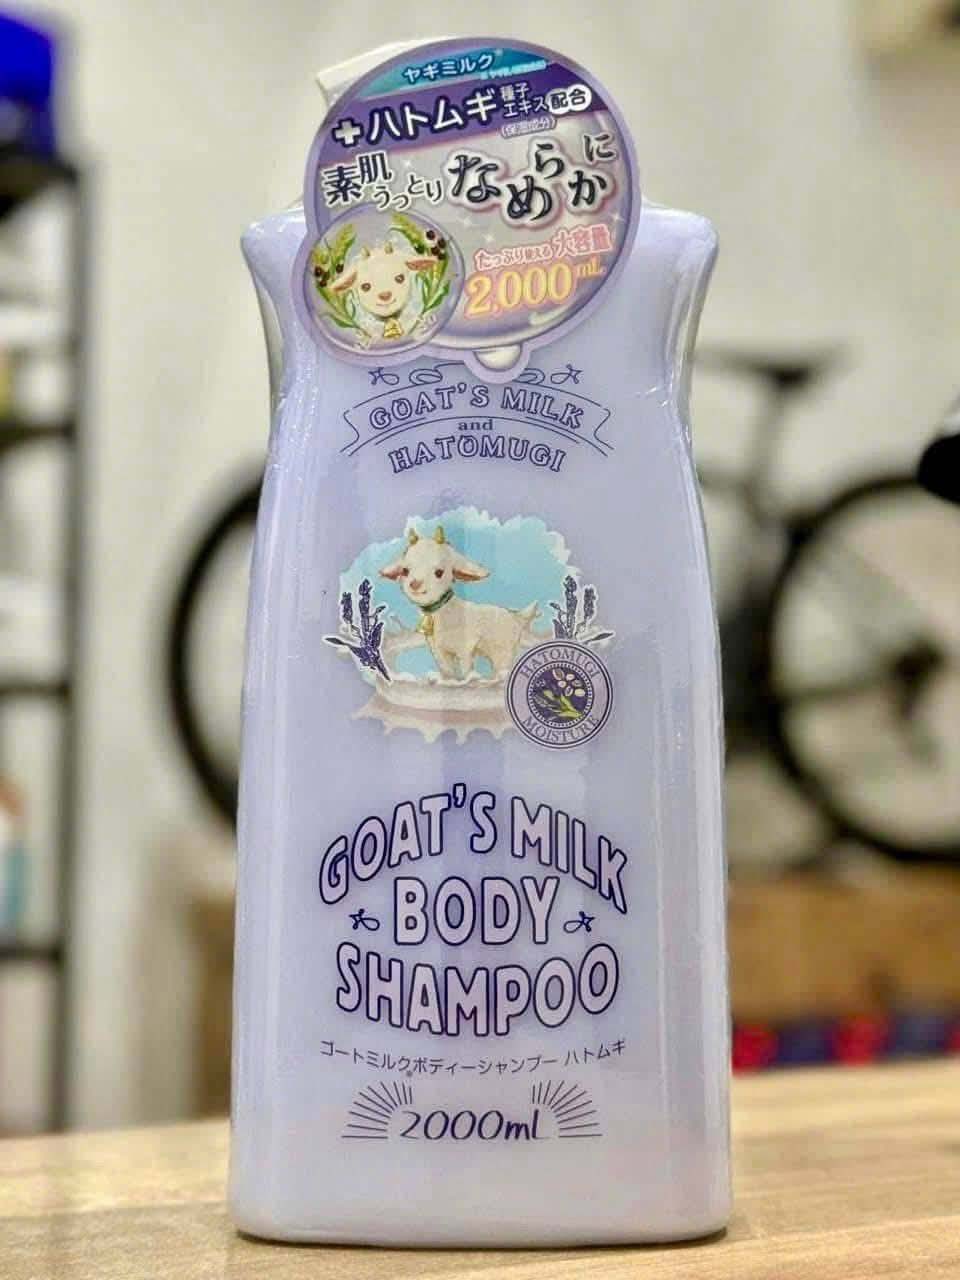 ヤギミルク
+ハトムギ種子エキス配合
(保湿成分)
素肌うっとりなめらかに
たっぷり使える大容量
2,000mL
GOAT'S MILK
and
HATOMUGI
HATOMUGI
MOISTURE
GOAT'S MILK
BODY
SHAMPOO
ゴートミルクボディーシャンプー ハトムギ
2000mL